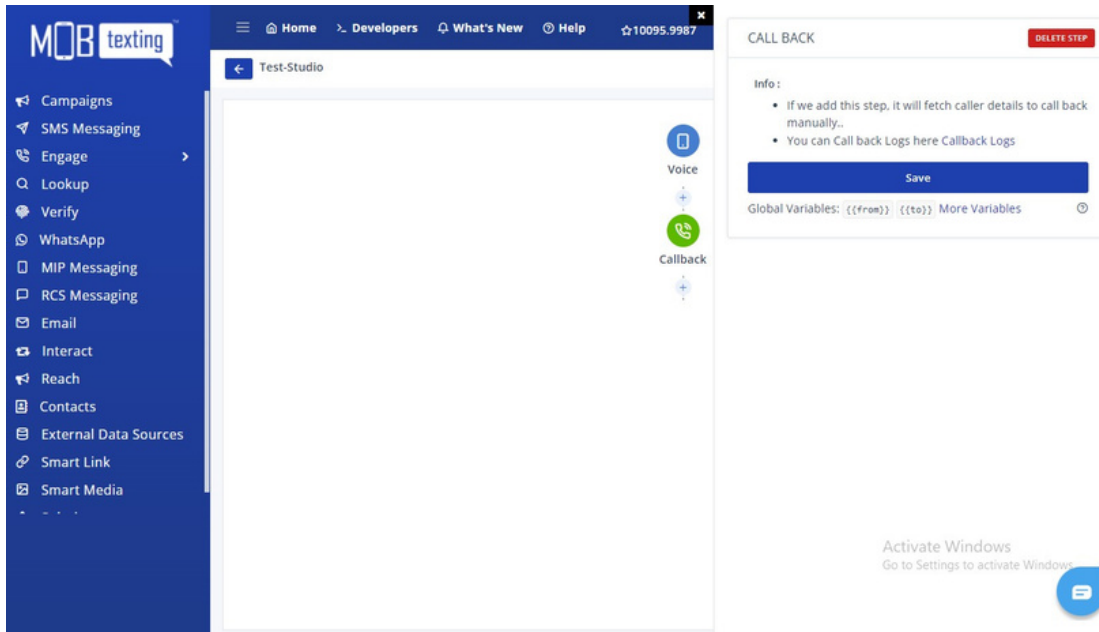 MOB texting
Home
>_ Developers
What's New
Help
10095.9987
Test-Studio
Campaigns
SMS Messaging
Engage
Lookup
Verify
WhatsApp
MIP Messaging
RCS Messaging
Email
Interact
Reach
Contacts
External Data Sources
Smart Link
Smart Media
Voice
Callback
CALL BACK
DELETE STEP
Info :
If we add this step, it will fetch caller details to call back
manually..
You can Call back Logs here Callback Logs
Save
Global Variables: {{from}} {{to}} More Variables
Activate Windows
Go to Settings to activate Windows.